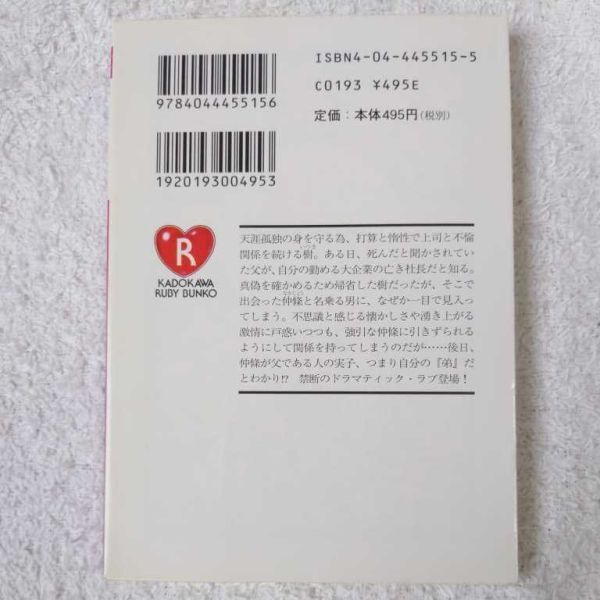 ISBN4-04-445515-5
C0193 ¥495E
9784044455156
定価：本体495円(税別)
1920193004953
R
KADOKAWA
RUBY BUNKO
天涯孤独の身を守る為、打算と惰性で上司と不倫
関係を続ける樹。ある日、死んだと聞かされてい
た父が、自分の勤める大企業の亡き社長だと知る。
真偽を確かめるため帰省した樹だったが、そこで
出会った仲條と名乗る男に、なぜか一目で見入っ
てしまう。不思議と感じる懐かしさや湧き上がる
激情に戸惑いつつも、強引な仲條に引きずられる
ようにして関係を持ってしまうのだが……後日、
仲條が父である人の実子、つまり自分の『弟』だ
とわかり!?　禁断のドラマティック・ラブ登場！